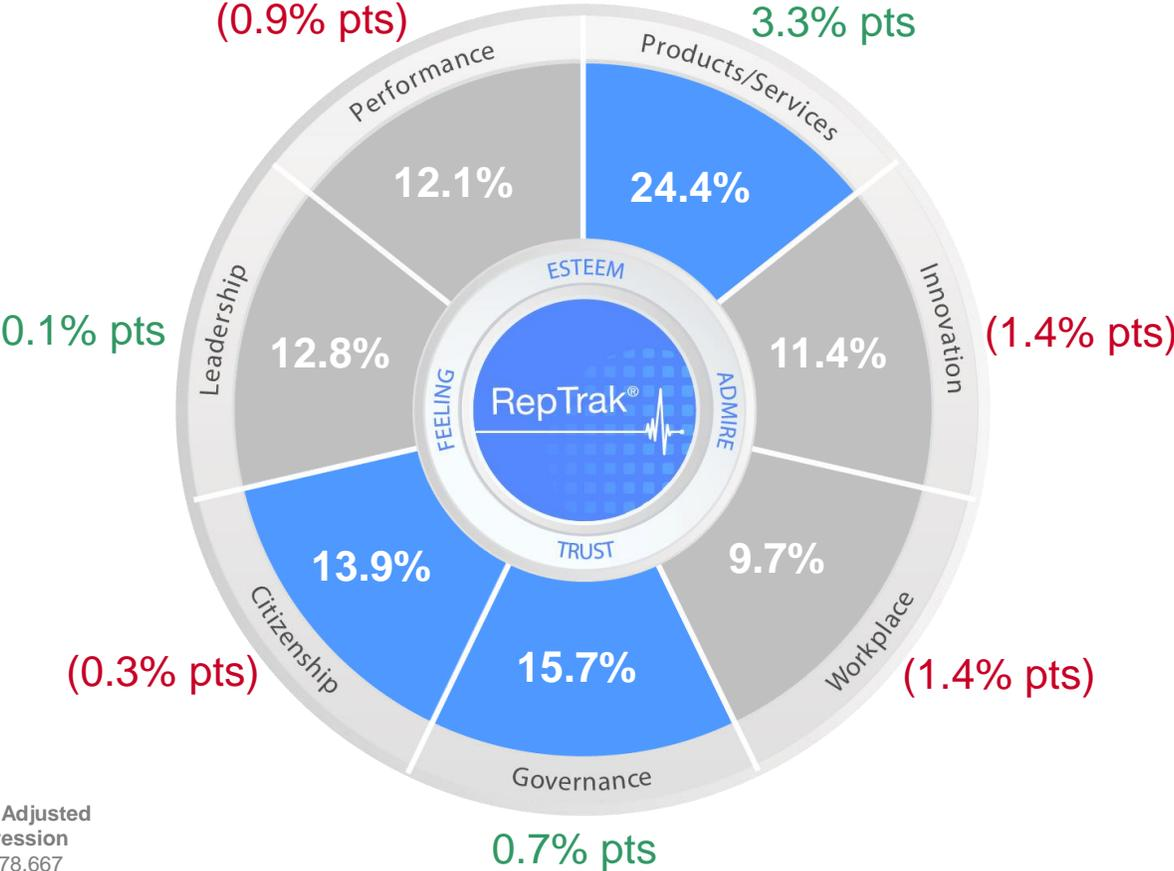 (0.9% pts)
3.3% pts
Performance
Products/Services
12.1%
24.4%
ESTEEM
Leadership
Innovation
0.1% pts
(1.4% pts)
12.8%
11.4%
FEELING
RepTrak®
ADMIRE
TRUST
13.9%
9.7%
Citizenship
Workplace
15.7%
(0.3% pts)
(1.4% pts)
Governance
Adjusted
0.7% pts
78,667